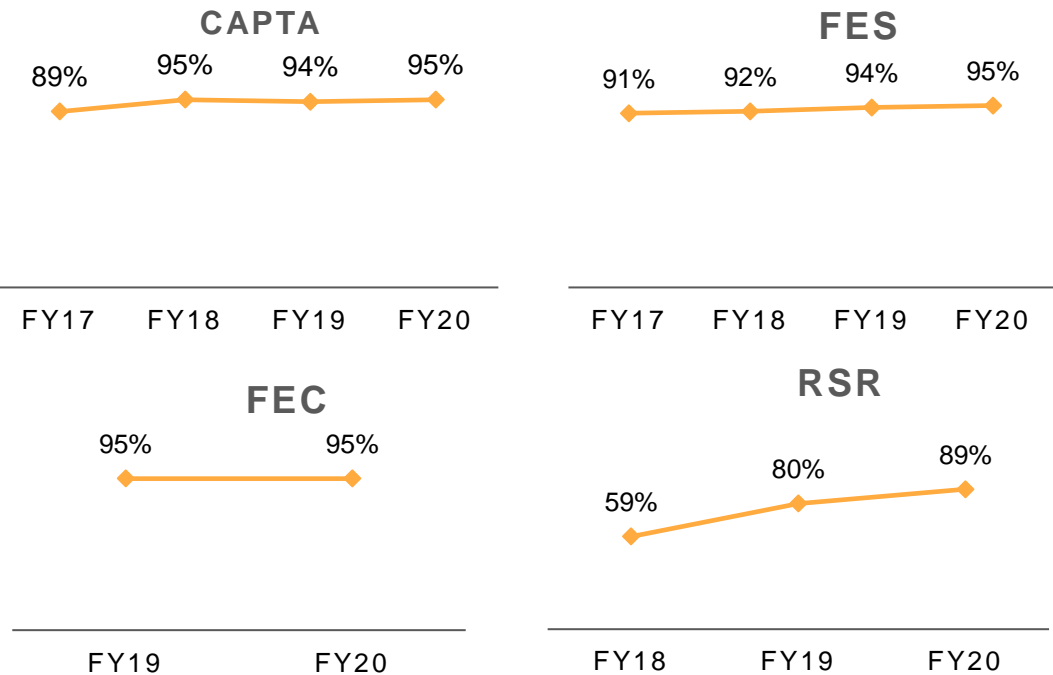 CAPTA
89% 95% 94% 95%
FY17 FY18 FY19 FY20
FES
91% 92% 94% 95%
FY17 FY18 FY19 FY20
FEC
95% 95%
FY19 FY20
RSR
59% 80% 89%
FY18 FY19 FY20